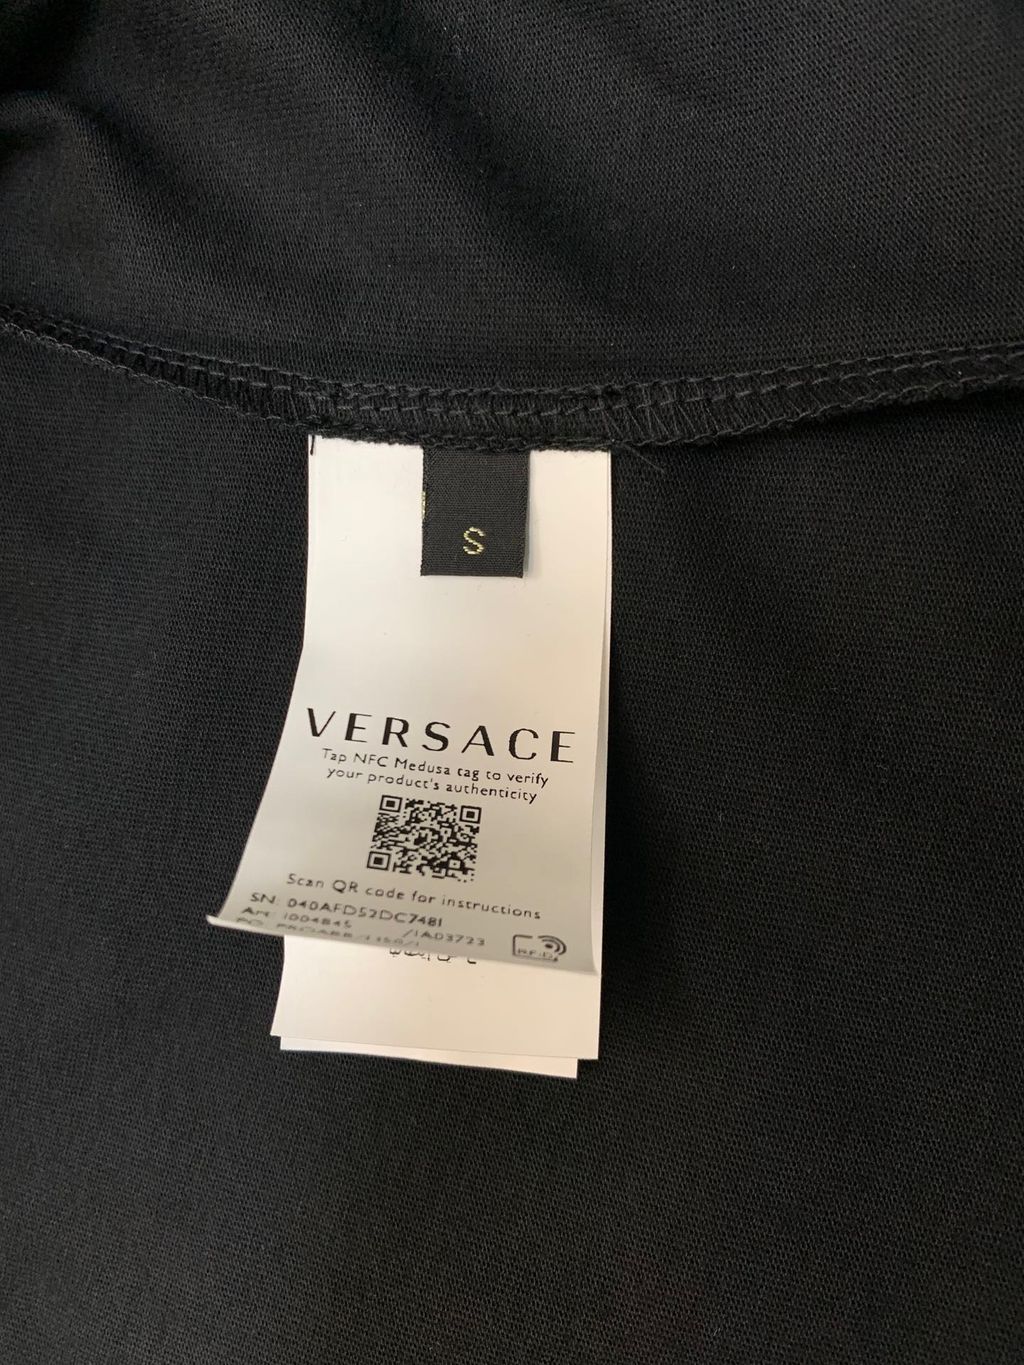 S
VERSACE
Tap NFC Medusa tag to verify
your product's authenticity
Scan QR code for instructions
SN. 040AFD52DC7481
Art: 1004845 /1A03723
RFID